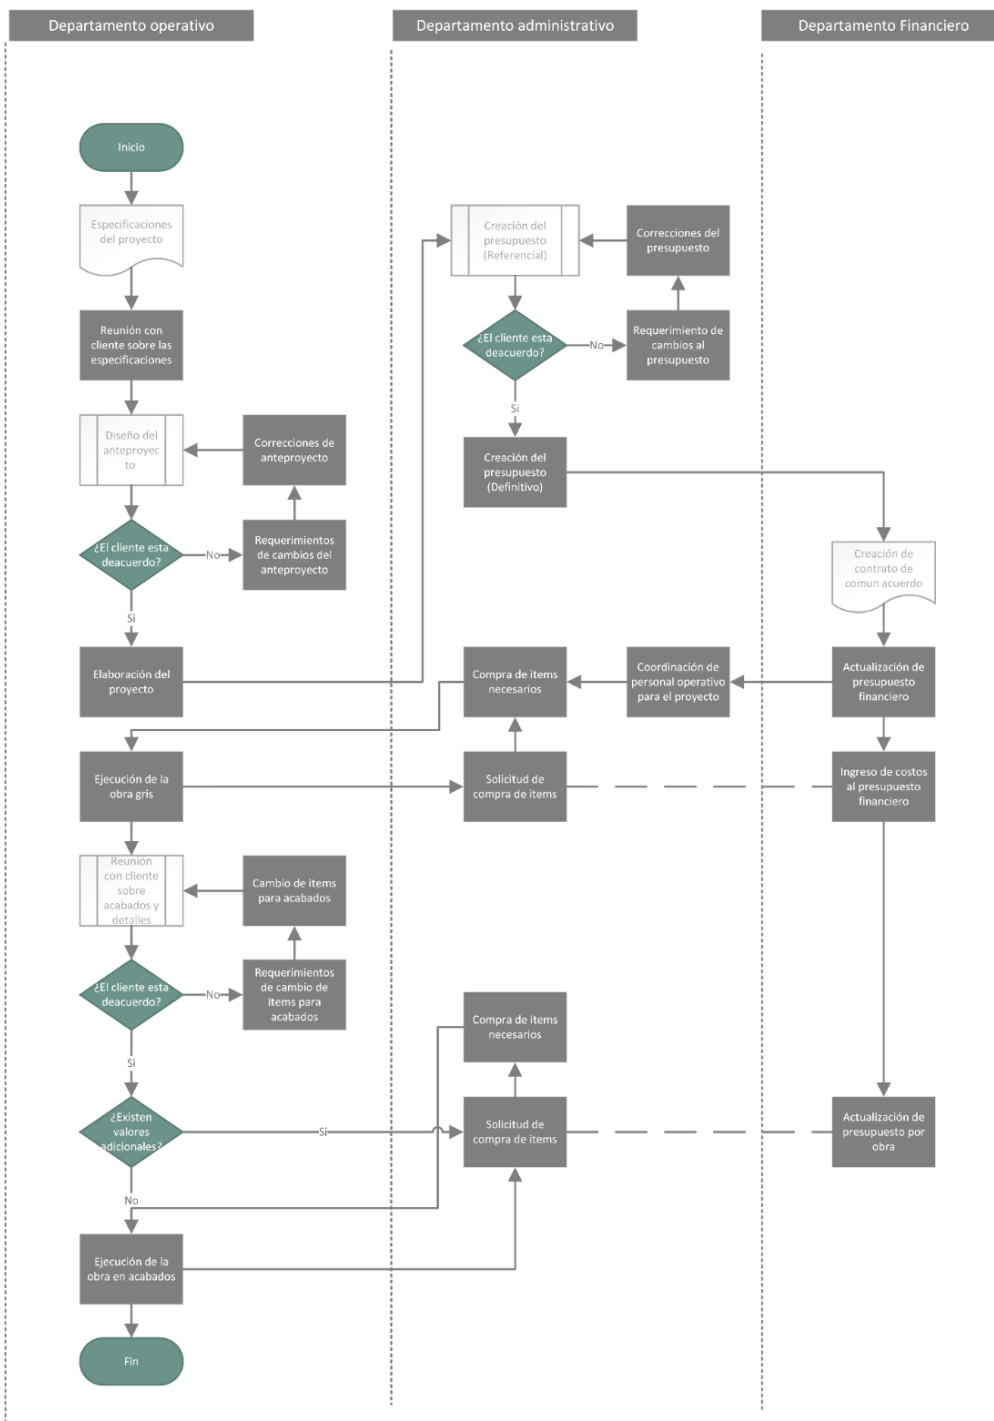 Departamento operativo
Departamento administrativo
Departamento Financiero
Inicio
Especificaciones
del proyecto
Reunión con
cliente sobre las
especificaciones
Diseño del
anteproyec
to
Correcciones de
anteproyecto
¿El cliente esta
deacuerdo?
No
Requerimientos
de cambios del
anteproyecto
Si
Elaboración del
proyecto
Creación del
presupuesto
(Referencial)
Correcciones del
presupuesto
¿El cliente esta
deacuerdo?
No
Requerimiento de
cambios al
presupuesto
Si
Creación del
presupuesto
(Definitivo)
Creación de
contrato de
comun acuerdo
Compra de items
necesarios
Coordinación de
personal operativo
para el proyecto
Actualización de
presupuesto
financiero
Ejecución de la
obra gris
Solicitud de
compra de items
Ingreso de costos
al presupuesto
financiero
Reunión
con cliente
sobre
acabados y
detalles
Cambio de items
para acabados
¿El cliente esta
deacuerdo?
No
Requerimientos
de cambio de
items para
acabados
Si
Compra de items
necesarios
¿Existen
valores
adicionales?
Si
Solicitud de
compra de items
Actualización de
presupuesto por
obra
No
Ejecución de la
obra en acabados
Fin